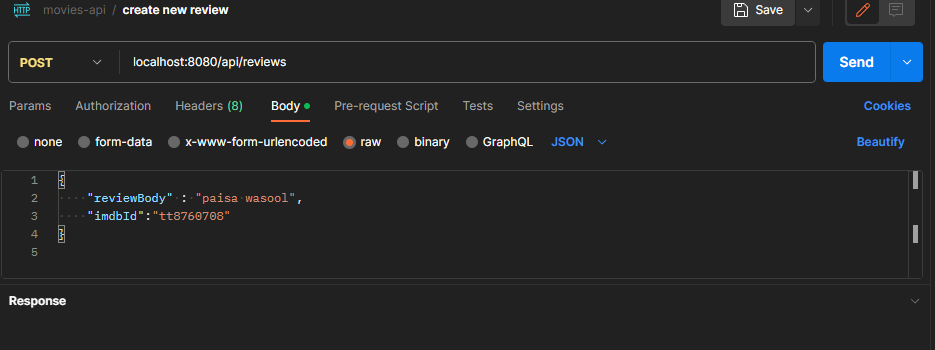 HTTP movies-api / create new review Save
POST localhost:8080/api/reviews Send
Params Authorization Headers (8) Body Pre-request Script Tests Settings Cookies
none form-data x-www-form-urlencoded raw binary GraphQL JSON Beautify
1 {
2 "reviewBody" : "paisa wasool",
3 "imdbId":"tt8760708"
4 }
5
Response